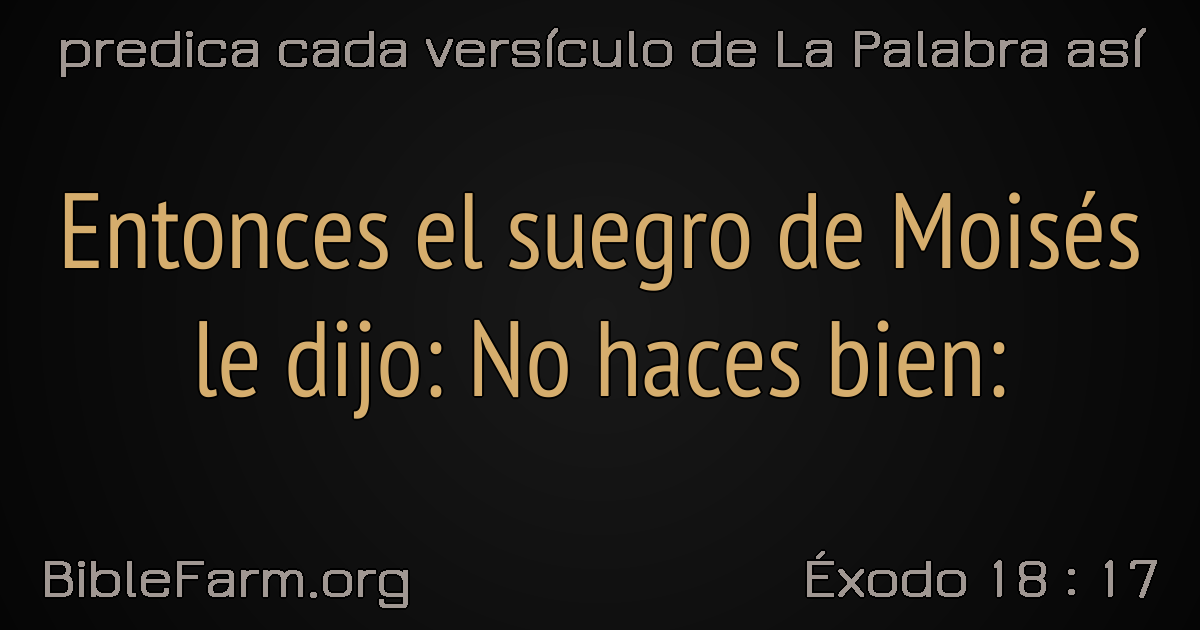 predica cada versículo de La Palabra así
Entonces el suegro de Moisés
le dijo: No haces bien:
BibleFarm.org
Éxodo 18 : 17